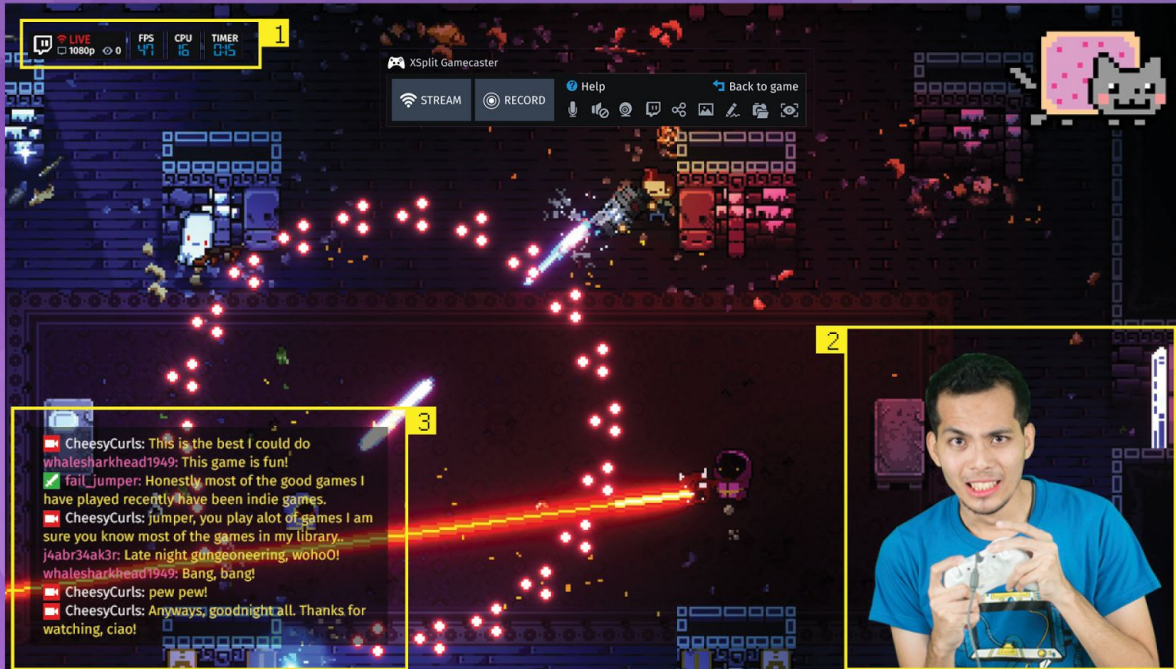 1
LIVE
1080p 0
FPS
47
CPU
16
TIMER
0:15
XSplit Gamecaster
STREAM
RECORD
Help
Back to game
2
3
CheesyCurls: This is the best I could do
whalesharkhead1949: This game is fun!
fail_jumper: Honestly most of the good games I
have played recently have been indie games.
CheesyCurls: jumper, you play alot of games I am
sure you know most of the games in my library..
j4abr34ak3r: Late night gungeoneering, wohoO!
whalesharkhead1949: Bang, bang!
CheesyCurls: pew pew!
CheesyCurls: Anyways, goodnight all. Thanks for
watching, ciao!